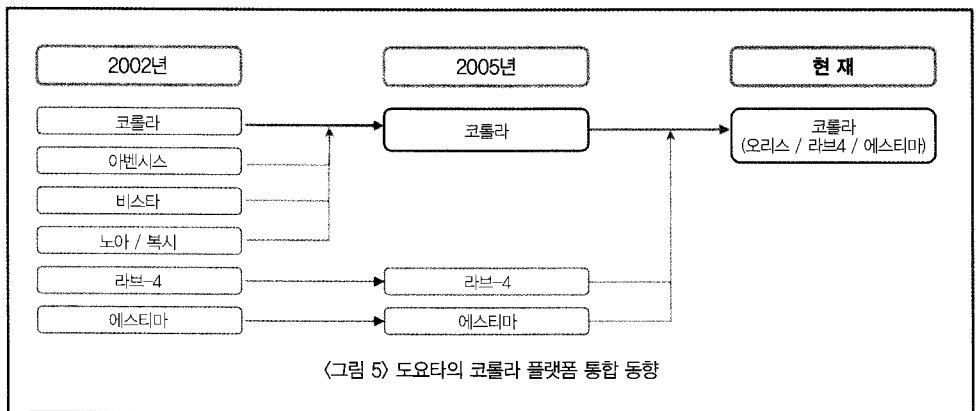 2002년 2005년 현 재
코롤라 코롤라 코롤라
(오리스 / 라브4 / 에스티마)
아벤시스
비스타
노아 / 복시
라브-4 라브-4
에스티마 에스티마
〈그림 5〉 도요타의 코롤라 플랫폼 통합 동향